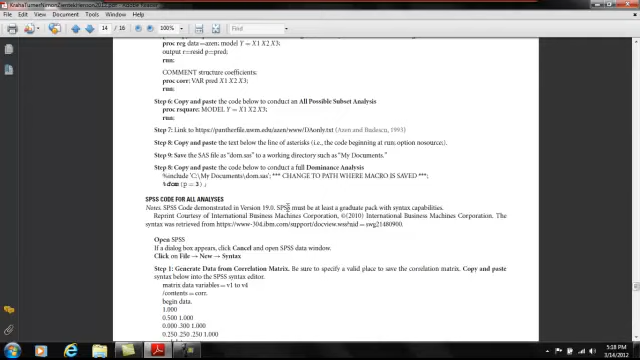 KrahaTurnerNimonZientekHenson2012.pdf - Adobe Reader
File Edit View Window Help
14 / 16
160%
Find
proc reg data=azen; model Y = X1 X2 X3;
output r=resid p=pred;
run;
COMMENT structure coefficients;
proc corr; VAR pred X1 X2 X3;
run;
Step 6: Copy and paste the code below to conduct an All Possible Subset Analysis
proc rsquare; MODEL Y = X1 X2 X3;
run;
Step 7: Link to https://pantherfile.uwm.edu/azen/www/DAonly.txt (Azen and Budescu, 1993)
Step 8: Copy and paste the text below the line of asterisks (i.e., the code beginning at run; option nosource;).
Step 9: Save the SAS file as "dom.sas" to a working directory such as "My Documents."
Step 8: Copy and paste the code below to conduct a full Dominance Analysis
%include 'C:\My Documents\dom.sas'; *** CHANGE TO PATH WHERE MACRO IS SAVED ***;
%dom(p = 3);
SPSS CODE FOR ALL ANALYSES
Notes. SPSS Code demonstrated in Version 19.0. SPSS must be at least a graduate pack with syntax capabilities.
Reprint Courtesy of International Business Machines Corporation, ©(2010) International Business Machines Corporation. The
syntax was retrieved from https://www-304.ibm.com/support/docview.wss?uid = swg21480900.
Open SPSS
If a dialog box appears, click Cancel and open SPSS data window.
Click on File → New → Syntax
Step 1: Generate Data from Correlation Matrix. Be sure to specify a valid place to save the correlation matrix. Copy and paste
syntax below into the SPSS syntax editor.
matrix data variables = v1 to v4
/contents = corr.
begin data.
1.000
0.500 1.000
0.000 .300 1.000
0.250 .250 .250 1.000
5:18 PM
3/14/2012